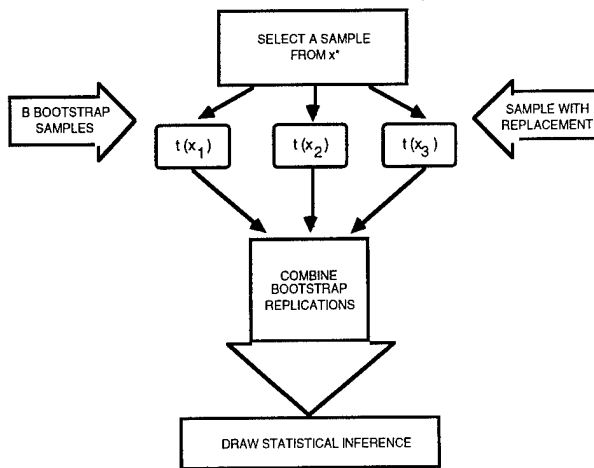 SELECT A SAMPLE
FROM x*
B BOOTSTRAP
SAMPLES
SAMPLE WITH
REPLACEMENT
t(x₁)
t(x₂)
t(x₃)
COMBINE
BOOTSTRAP
REPLICATIONS
DRAW STATISTICAL INFERENCE